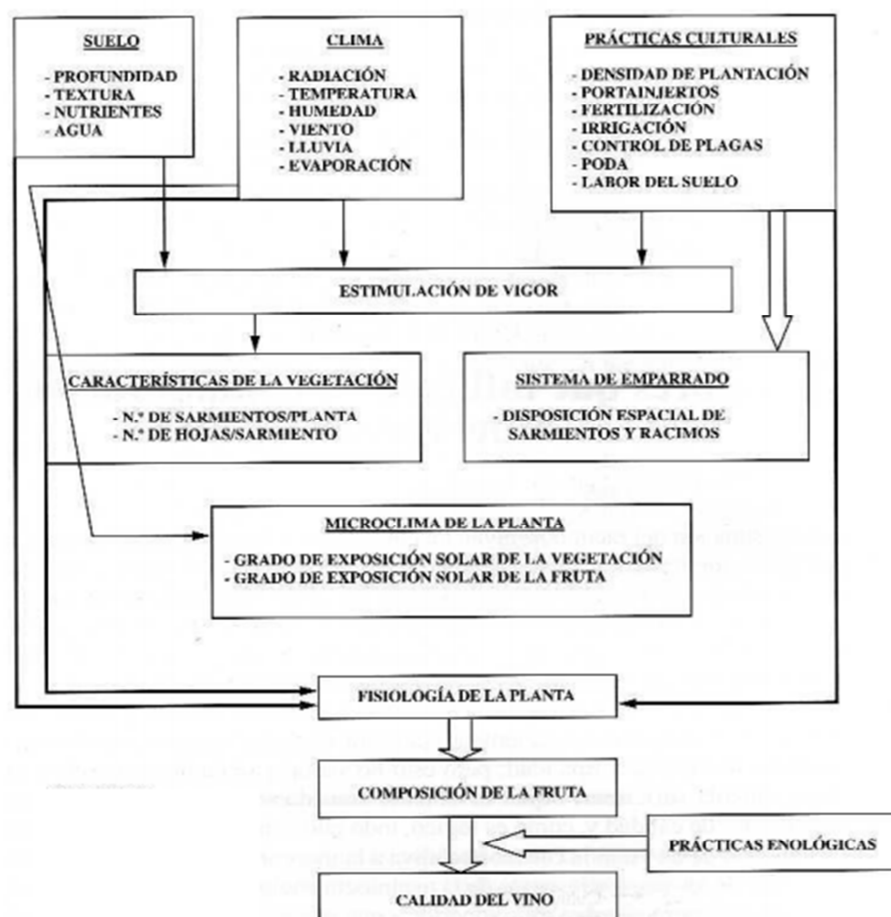 SUELO
- PROFUNDIDAD
- TEXTURA
- NUTRIENTES
- AGUA
CLIMA
- RADIACIÓN
- TEMPERATURA
- HUMEDAD
- VIENTO
- LLUVIA
- EVAPORACIÓN
PRÁCTICAS CULTURALES
- DENSIDAD DE PLANTACIÓN
- PORTAINJERTOS
- FERTILIZACIÓN
- IRRIGACIÓN
- CONTROL DE PLAGAS
- PODA
- LABOR DEL SUELO
ESTIMULACIÓN DE VIGOR
CARACTERÍSTICAS DE LA VEGETACIÓN
- N.º DE SARMIENTOS/PLANTA
- N.º DE HOJAS/SARMIENTO
SISTEMA DE EMPARRADO
- DISPOSICIÓN ESPACIAL DE
SARMIENTOS Y RACIMOS
MICROCLIMA DE LA PLANTA
- GRADO DE EXPOSICIÓN SOLAR DE LA VEGETACIÓN
- GRADO DE EXPOSICIÓN SOLAR DE LA FRUTA
FISIOLOGÍA DE LA PLANTA
COMPOSICIÓN DE LA FRUTA
PRÁCTICAS ENOLÓGICAS
CALIDAD DEL VINO